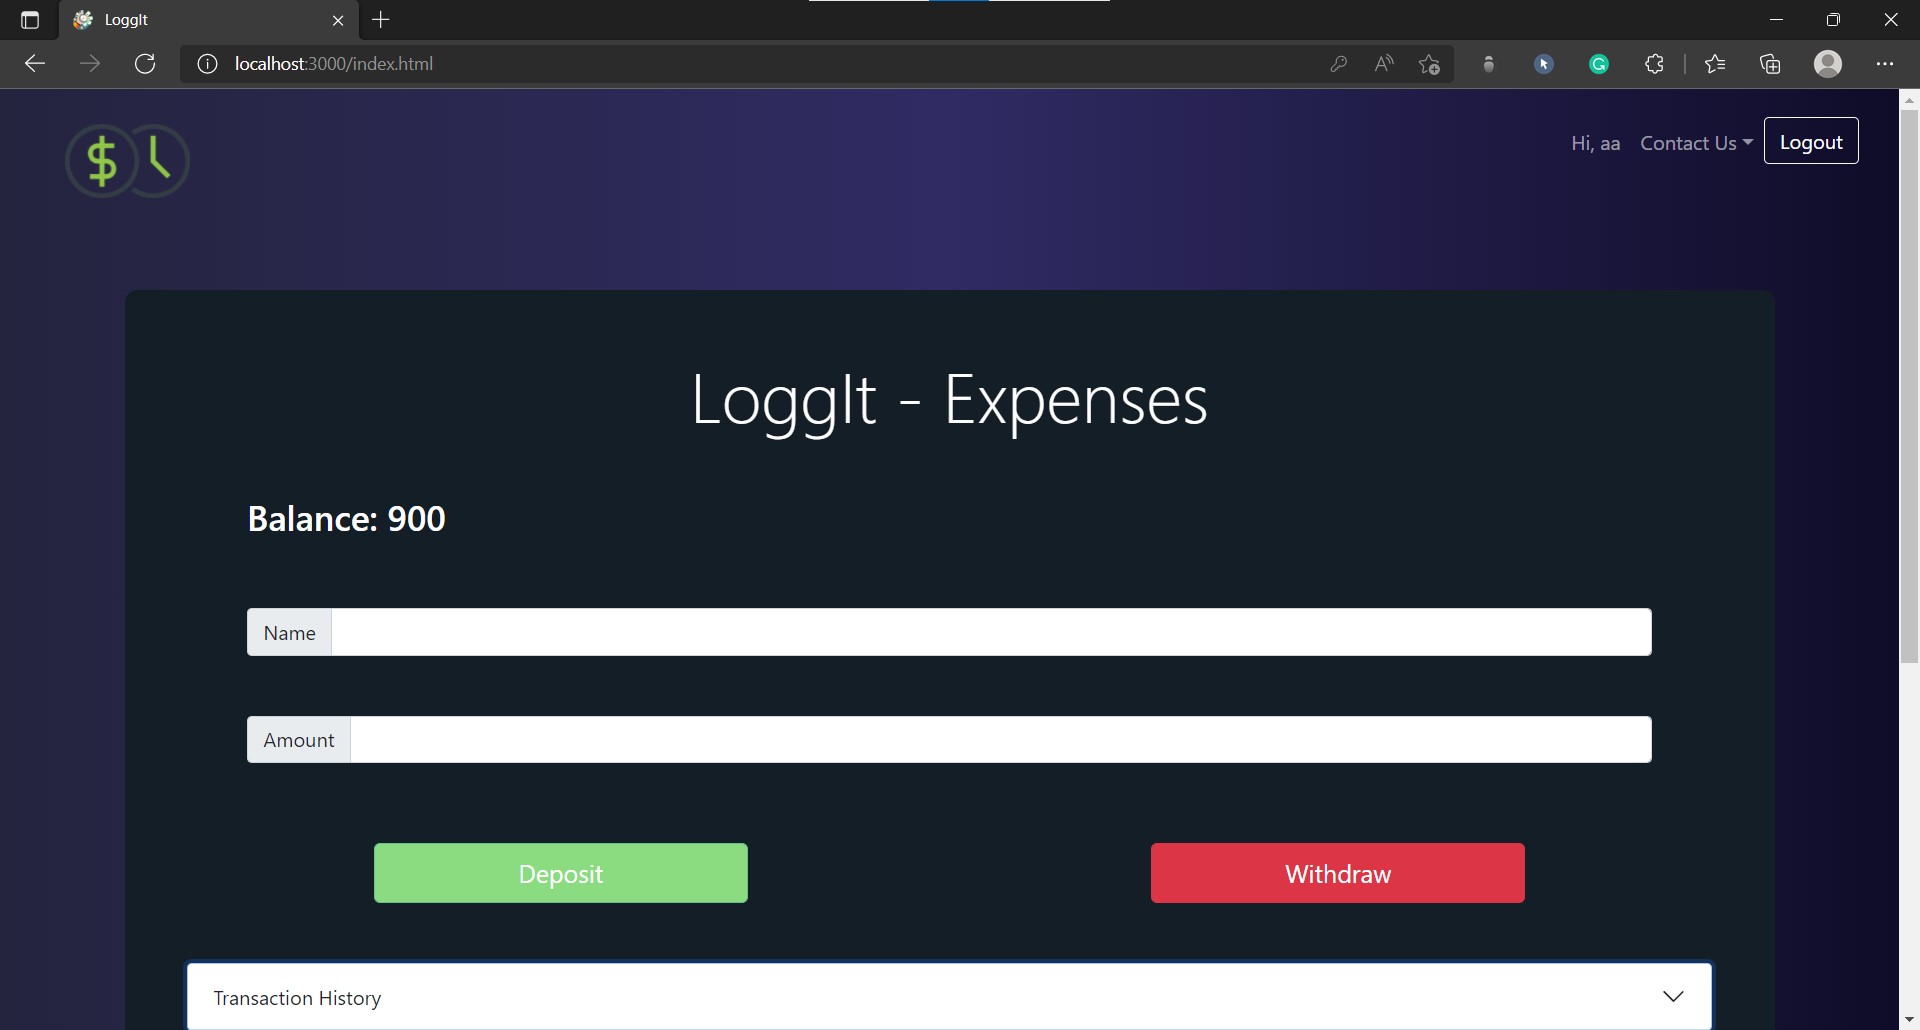 LoggIt
localhost:3000/index.html
$
Hi, aa Contact Us Logout
LoggIt - Expenses
Balance: 900
Name
Amount
Deposit Withdraw
Transaction History